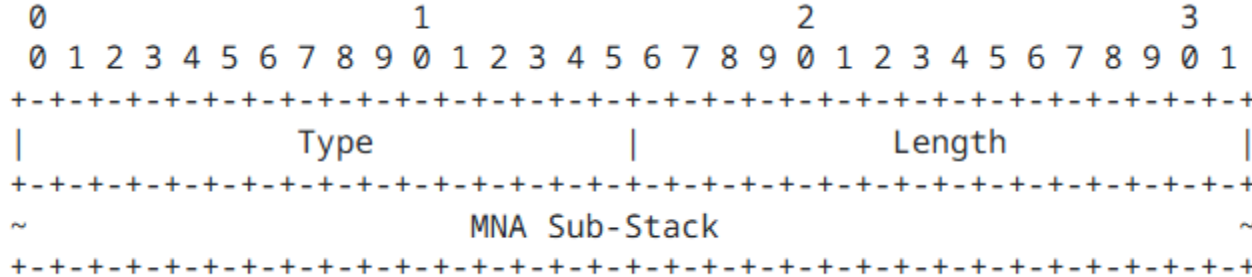 0                   1                   2                   3
 0 1 2 3 4 5 6 7 8 9 0 1 2 3 4 5 6 7 8 9 0 1 2 3 4 5 6 7 8 9 0 1
+-+-+-+-+-+-+-+-+-+-+-+-+-+-+-+-+-+-+-+-+-+-+-+-+-+-+-+-+-+-+-+-+
|              Type             |             Length            |
+-+-+-+-+-+-+-+-+-+-+-+-+-+-+-+-+-+-+-+-+-+-+-+-+-+-+-+-+-+-+-+-+
~                       MNA Sub-Stack                           ~
+-+-+-+-+-+-+-+-+-+-+-+-+-+-+-+-+-+-+-+-+-+-+-+-+-+-+-+-+-+-+-+-+